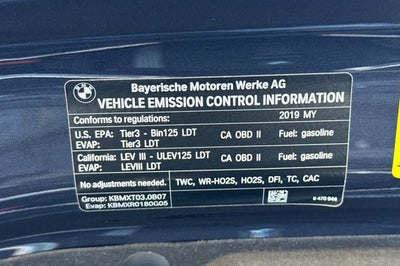 BMW
Bayerische Motoren Werke AG
VEHICLE EMISSION CONTROL INFORMATION
Conforms to regulations: 2019 MY
U.S. EPA: Tier3 - Bin125 LDT CA OBD II Fuel: gasoline
EVAP: Tier3 LDT
California: LEV III - ULEV125 LDT CA OBD II Fuel: gasoline
EVAP: LEVIII LDT
No adjustments needed. TWC, WR-HO2S, HO2S, DFI, TC, CAC
Group: KBMXT03.0B07
Evap: KBMXR0180G05